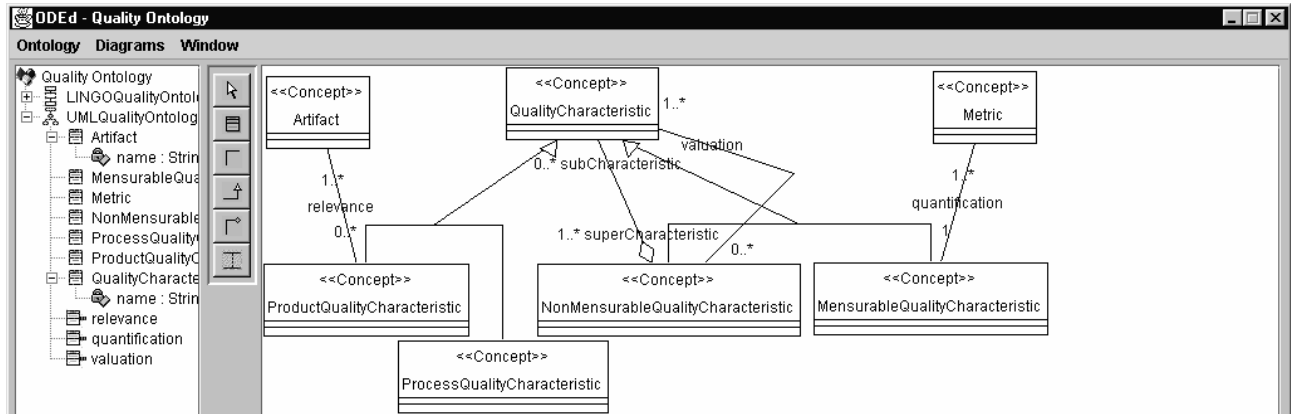 ODEd - Quality Ontology
Ontology Diagrams Window
Quality Ontology
LINGOQualityOntol
UMLQualityOntolog
Artifact
name : Strin
MensurableQua
Metric
NonMensurable
ProcessQuality
ProductQualityC
QualityCharacte
name : Strin
relevance
quantification
valuation
<<Concept>>
Artifact
<<Concept>>
QualityCharacteristic
1..*
<<Concept>>
Metric
valuation
0..* subCharacteristic
1..*
relevance
0..*
1..*
quantification
1
1..* superCharacteristic
0..*
<<Concept>>
ProductQualityCharacteristic
<<Concept>>
NonMensurableQualityCharacteristic
<<Concept>>
MensurableQualityCharacteristic
<<Concept>>
ProcessQualityCharacteristic